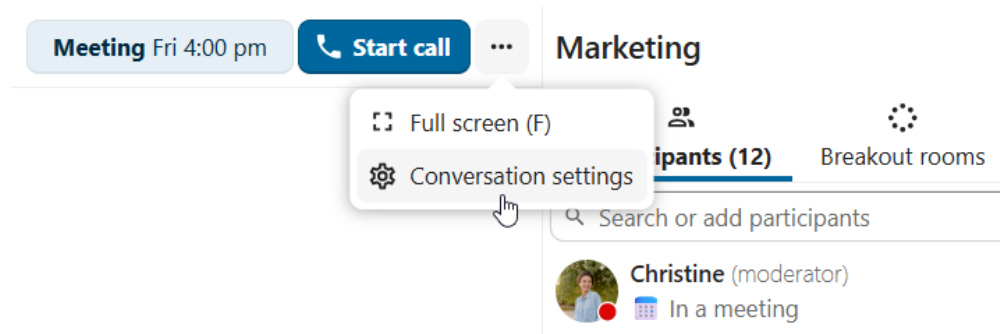 Meeting Fri 4:00 pm
Start call
Marketing
Full screen (F)
Conversation settings
ipants (12)
Breakout rooms
Search or add participants
Christine (moderator)
In a meeting